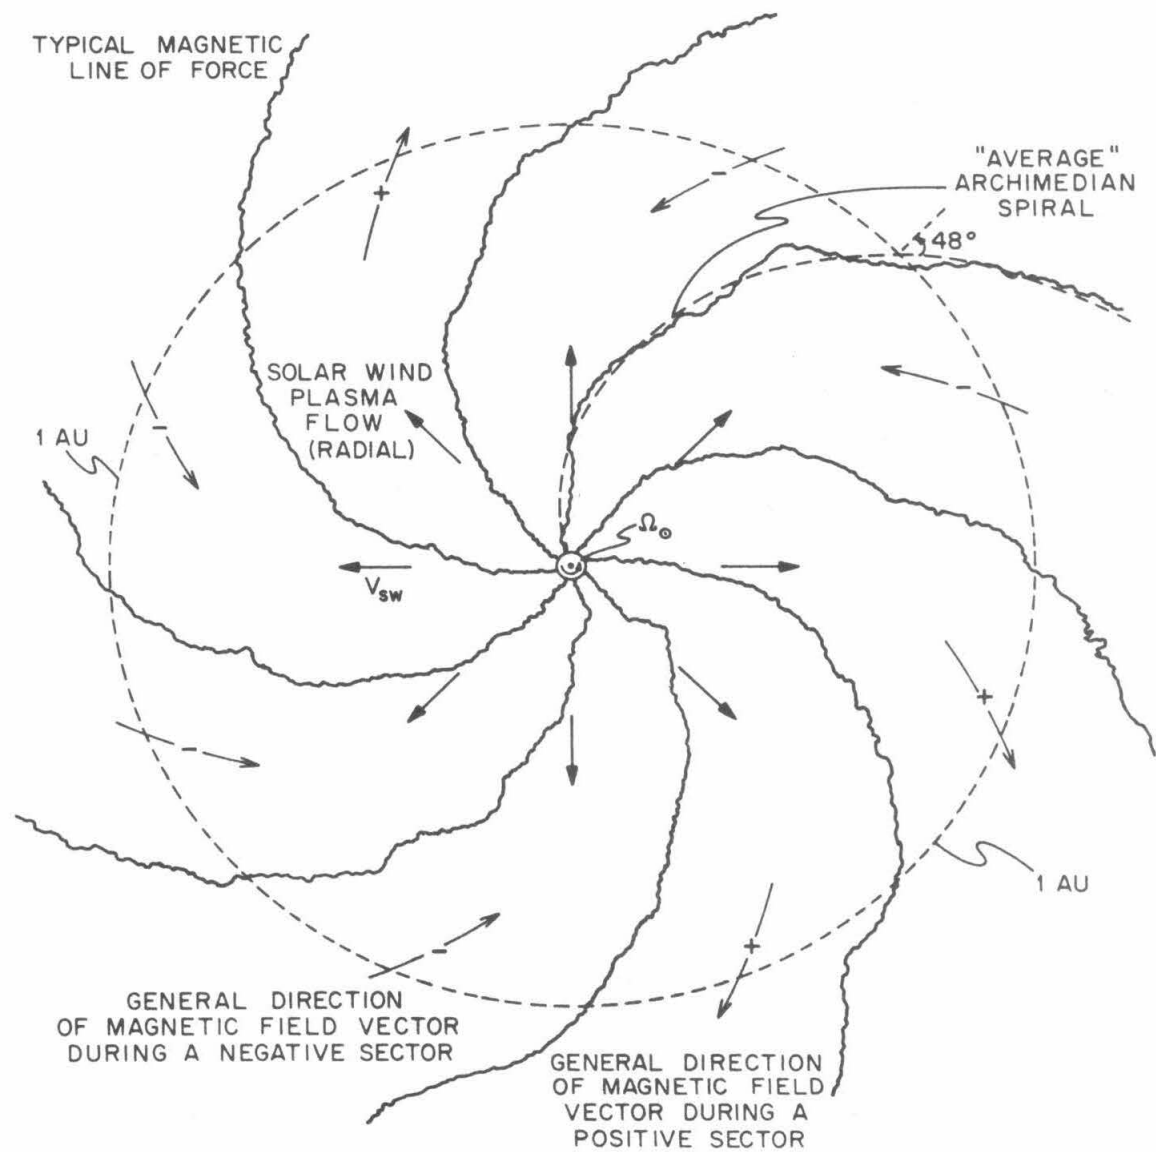 TYPICAL MAGNETIC
LINE OF FORCE
"AVERAGE"
ARCHIMEDIAN
SPIRAL
48°
+
-
-
SOLAR WIND
PLASMA
FLOW
(RADIAL)
-
1 AU
Ω⊙
V_SW
+
-
1 AU
-
+
GENERAL DIRECTION
OF MAGNETIC FIELD VECTOR
DURING A NEGATIVE SECTOR
GENERAL DIRECTION
OF MAGNETIC FIELD
VECTOR DURING A
POSITIVE SECTOR